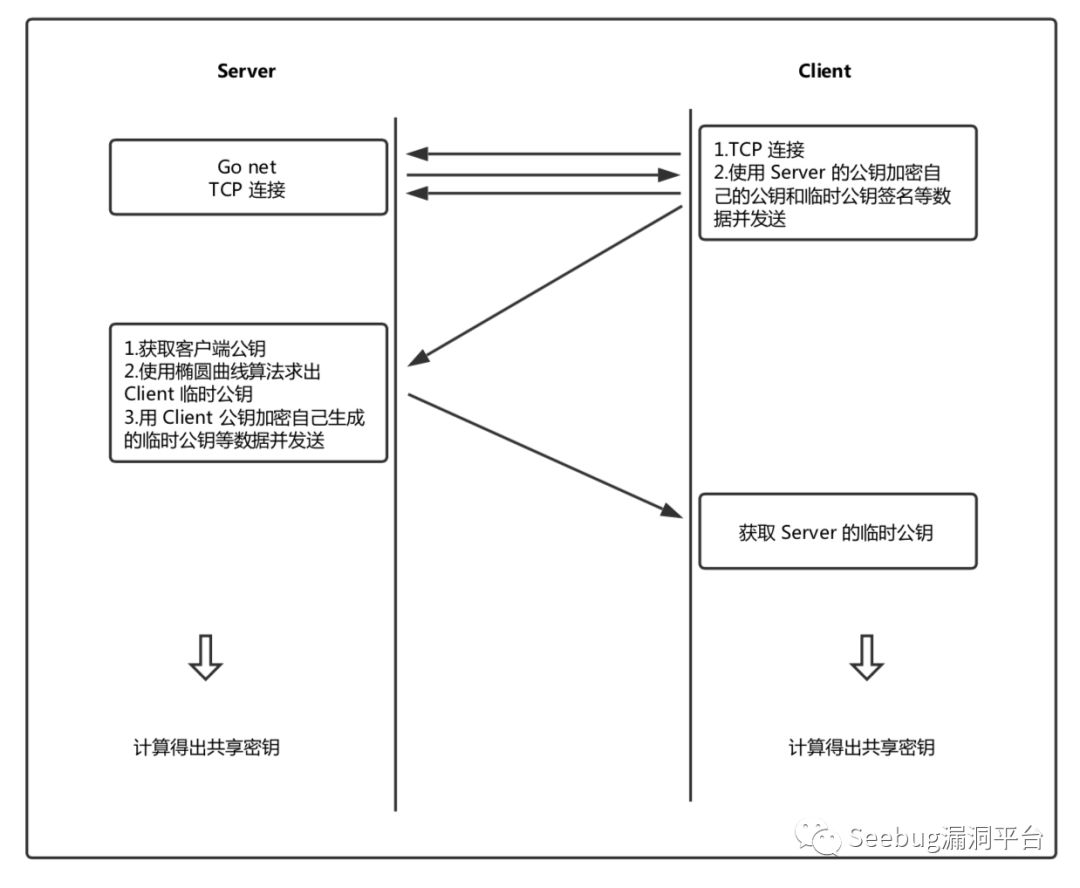 Server
Client
Go net
TCP 连接
1.TCP 连接
2.使用 Server 的公钥加密自
己的公钥和临时公钥签名等数
据并发送
1.获取客户端公钥
2.使用椭圆曲线算法求出
Client 临时公钥
3.用 Client 公钥加密自己生成
的临时公钥等数据并发送
获取 Server 的临时公钥
计算得出共享密钥
计算得出共享密钥
Seebug漏洞平台